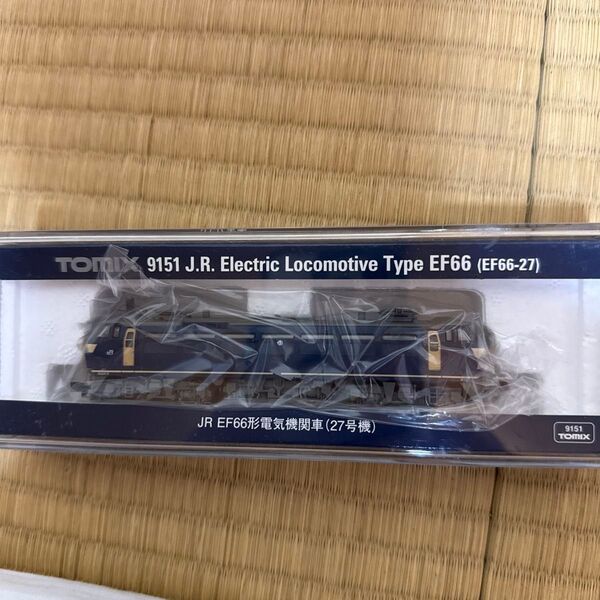 TOMIX 9151 J.R. Electric Locomotive Type EF66 (EF66-27)
JR EF66形電気機関車(27号機)
9151
TOMIX